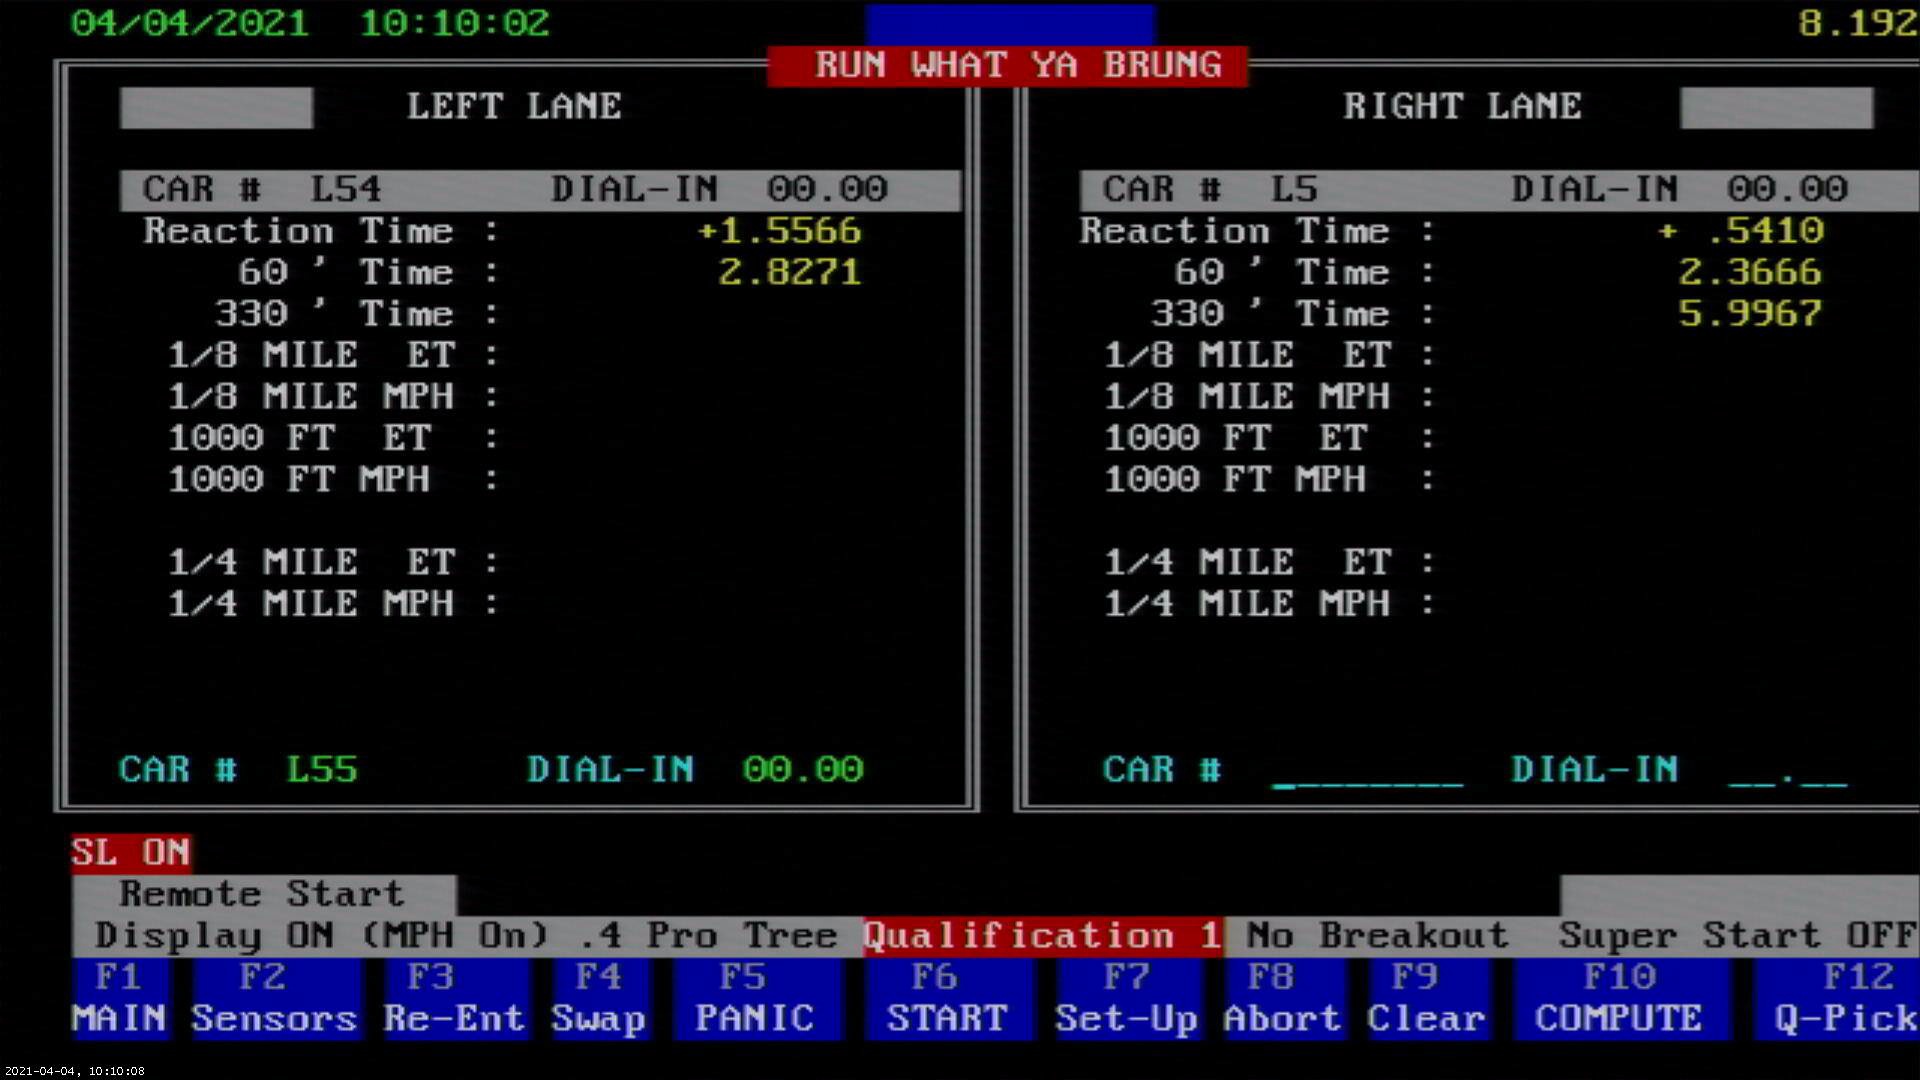 04/04/2021 10:10:02 8.192
RUN WHAT YA BRUNG
LEFT LANE
CAR # L54 DIAL-IN 00.00
Reaction Time : +1.5566
60 ' Time : 2.8271
330 ' Time :
1/8 MILE ET :
1/8 MILE MPH :
1000 FT ET :
1000 FT MPH :
1/4 MILE ET :
1/4 MILE MPH :
CAR # L55 DIAL-IN 00.00
RIGHT LANE
CAR # L5 DIAL-IN 00.00
Reaction Time : + .5410
60 ' Time : 2.3666
330 ' Time : 5.9967
1/8 MILE ET :
1/8 MILE MPH :
1000 FT ET :
1000 FT MPH :
1/4 MILE ET :
1/4 MILE MPH :
CAR # ________ DIAL-IN __.__
SL ON
Remote Start
Display ON (MPH On) .4 Pro Tree Qualification 1 No Breakout Super Start OFF
F1 F2 F3 F4 F5 F6 F7 F8 F9 F10 F12
MAIN Sensors Re-Ent Swap PANIC START Set-Up Abort Clear COMPUTE Q-Pick
2021-04-04, 10:10:08